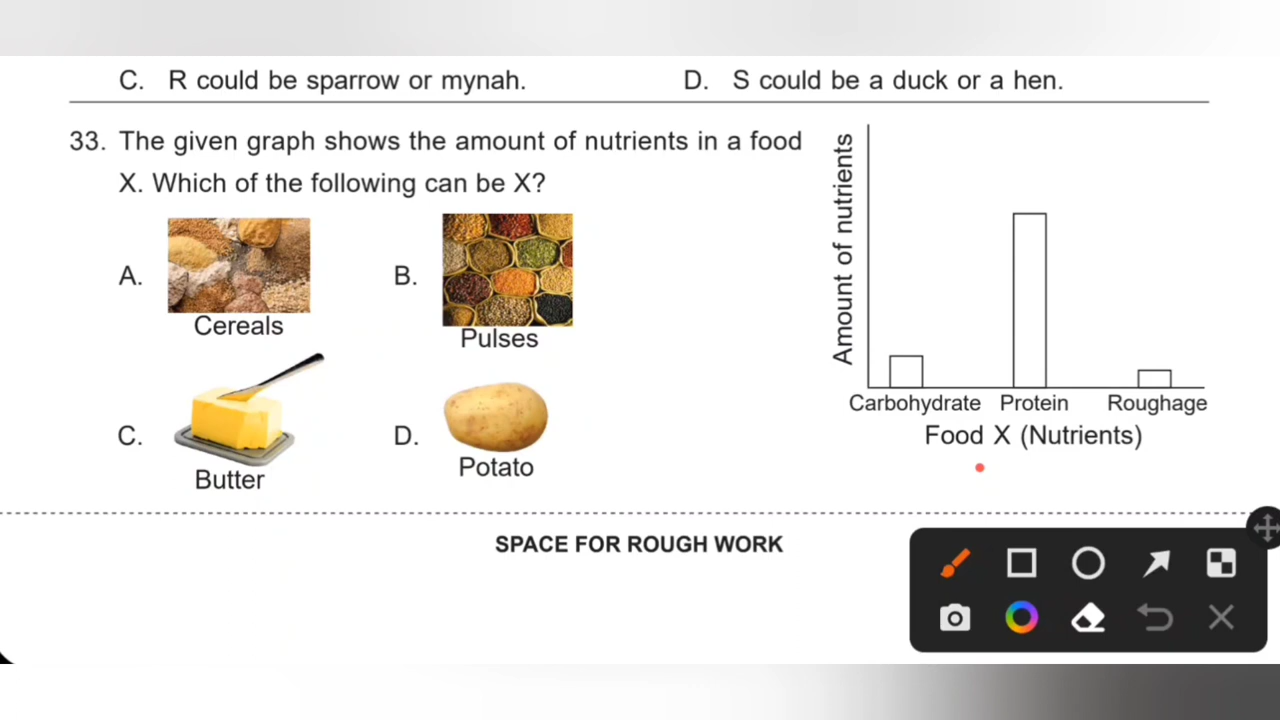 C. R could be sparrow or mynah. D. S could be a duck or a hen.
33. The given graph shows the amount of nutrients in a food
X. Which of the following can be X?
A. Cereals
B. Pulses
C. Butter
D. Potato
Amount of nutrients
Carbohydrate Protein Roughage
Food X (Nutrients)
SPACE FOR ROUGH WORK